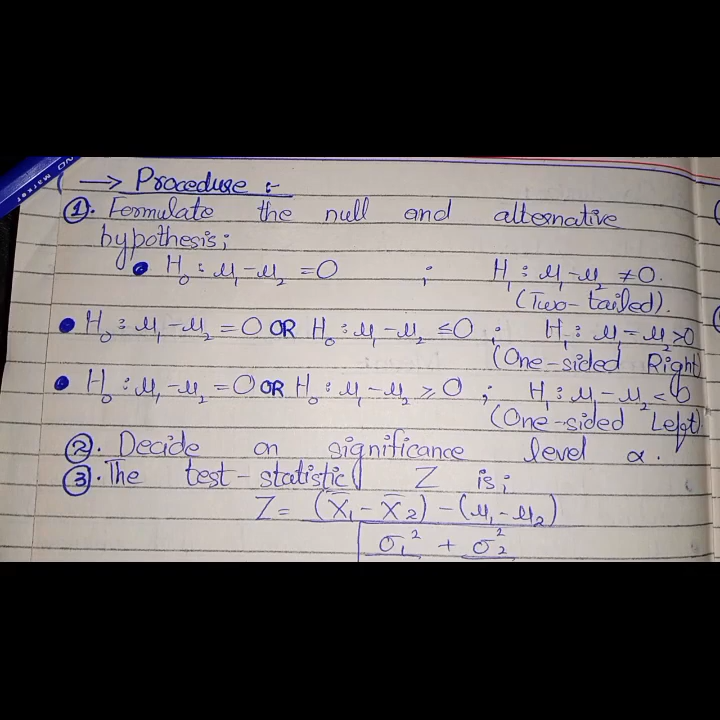 → Procedure :-
①. Formulate the null and alternative
hypothesis;
• H₀ : μ₁-μ₂ = 0 ; H₁ : μ₁-μ₂ ≠ 0.
(Two-tailed).
• H₀ : μ₁-μ₂ = 0 OR H₀ : μ₁-μ₂ ≤ 0 ; H₁ : μ₁-μ₂ > 0
(One-sided Right)
• H₀ : μ₁-μ₂ = 0 OR H₀ : μ₁-μ₂ ≥ 0 ; H₁ : μ₁-μ₂ < 0
(One-sided Left)
②. Decide on significance level α.
③. The test-statistic Z is;
Z = (X̄₁ - X̄₂) - (μ₁-μ₂)
σ₁² + σ₂²